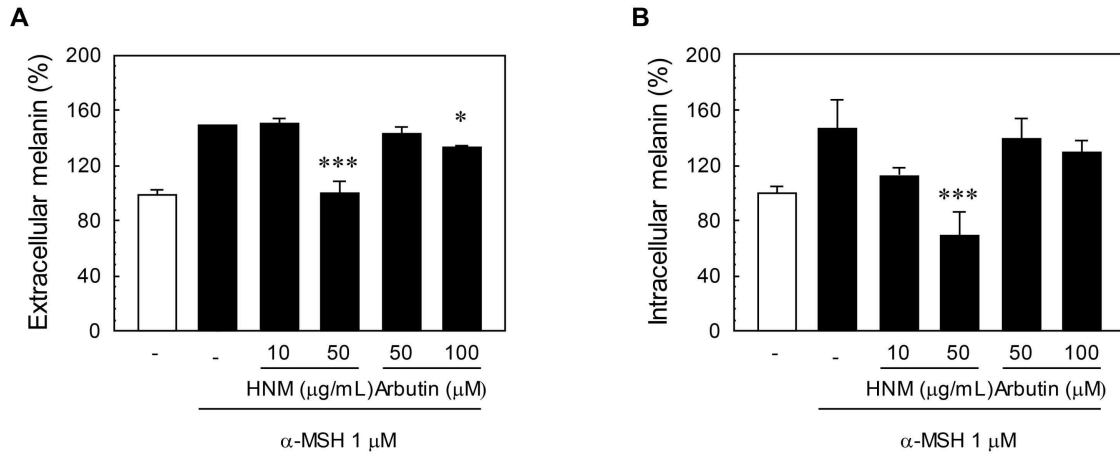 A
Extracellular melanin (%)
200
160
120
80
40
0
***
*
- - 10 50 50 100
HNM (μg/mL) Arbutin (μM)
α-MSH 1 μM
B
Intracellular melanin (%)
200
160
120
80
40
0
***
- - 10 50 50 100
HNM (μg/mL) Arbutin (μM)
α-MSH 1 μM